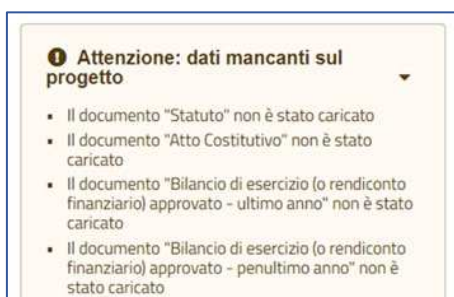 Attenzione: dati mancanti sul
progetto
Il documento "Statuto" non è stato caricato
Il documento "Atto Costitutivo" non è stato
caricato
Il documento "Bilancio di esercizio (o rendiconto
finanziario) approvato - ultimo anno" non è stato
caricato
Il documento "Bilancio di esercizio (o rendiconto
finanziario) approvato - penultimo anno" non è
stato caricato